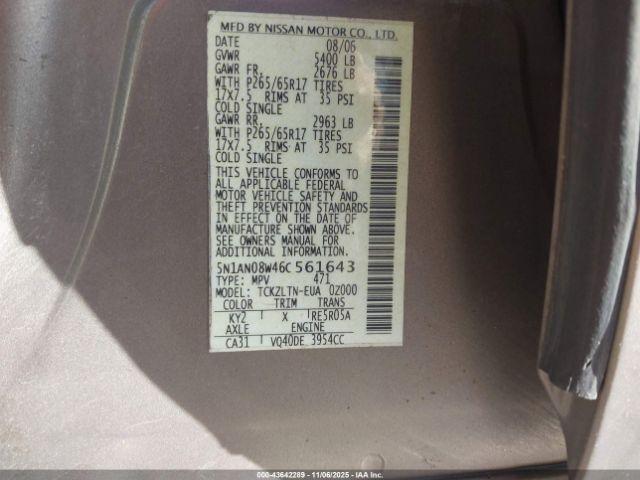 MFD BY NISSAN MOTOR CO., LTD.
DATE 08/06
GVWR 5400 LB
GAWR FR. 2676 LB
WITH P265/65R17 TIRES
17X7.5 RIMS AT 35 PSI
COLD SINGLE
GAWR RR. 2963 LB
WITH P265/65R17 TIRES
17X7.5 RIMS AT 35 PSI
COLD SINGLE
THIS VEHICLE CONFORMS TO
ALL APPLICABLE FEDERAL
MOTOR VEHICLE SAFETY AND
THEFT PREVENTION STANDARDS
IN EFFECT ON THE DATE OF
MANUFACTURE SHOWN ABOVE.
SEE OWNERS MANUAL FOR
ADDITIONAL INFORMATION.
5N1AN08W46C561643
TYPE: MPV 471
MODEL: TCKZLTN-EUA 0Z000
COLOR TRIM TRANS
KY2 X RE5R05A
AXLE ENGINE
CA31 VQ40DE 3954CC
000-43642289 - 11/06/2025 - IAA, Inc.